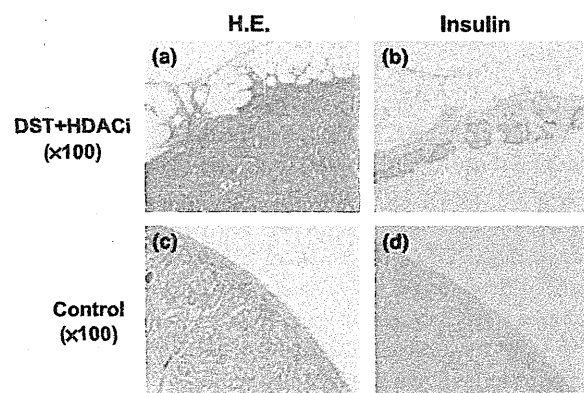 H.E. Insulin
(a) (b)
DST+HDACi
(×100)
(c) (d)
Control
(×100)